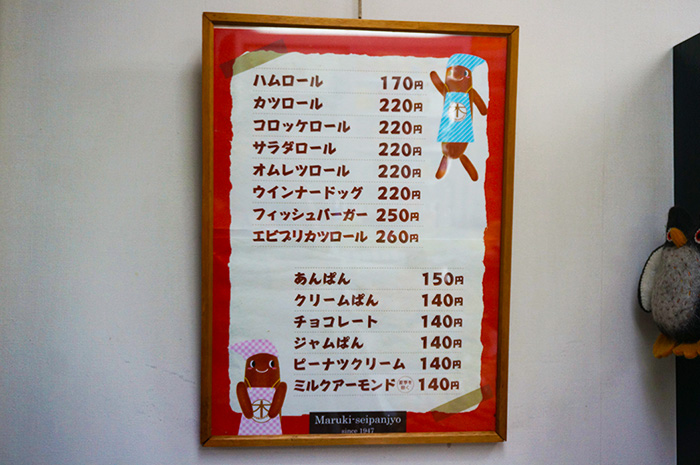 ハムロール 170円
カツロール 220円
コロッケロール 220円
サラダロール 220円
オムレツロール 220円
ウインナードッグ 220円
フィッシュバーガー 250円
エビプリカツロール 260円
あんぱん 150円
クリームぱん 140円
チョコレート 140円
ジャムぱん 140円
ピーナツクリーム 140円
ミルクアーモンド 夏季を除く 140円
Maruki-seipanjyo
since 1947
木
木